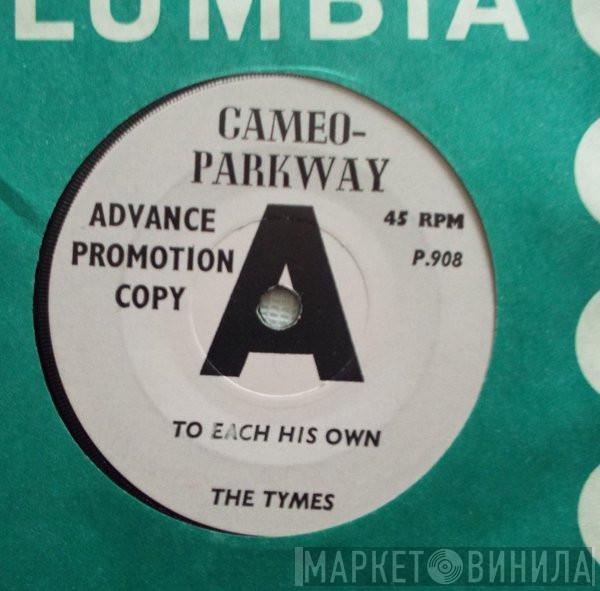 LUMBIA
CAMEO-
PARKWAY
ADVANCE
PROMOTION
COPY
45 RPM
P.908
A
TO EACH HIS OWN
THE TYMES
МАРКЕТ ВИНИЛА